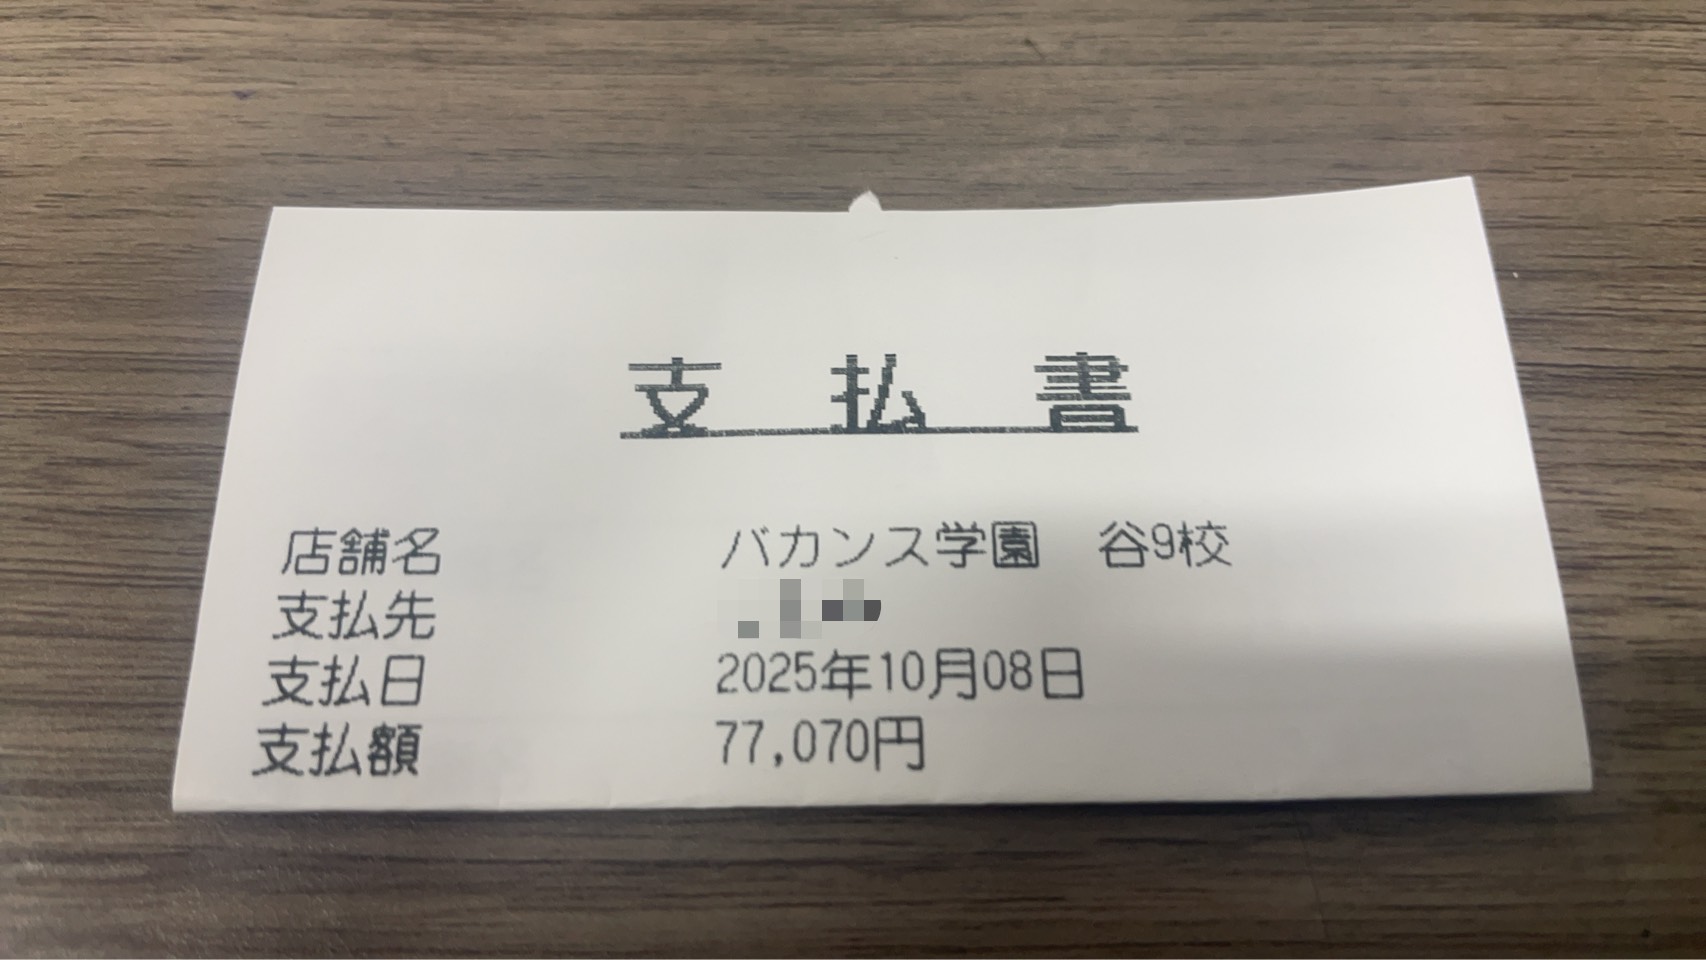 支 払 書
店舗名 バカンス学園 谷9校
支払先
支払日 2025年10月08日
支払額 77,070円